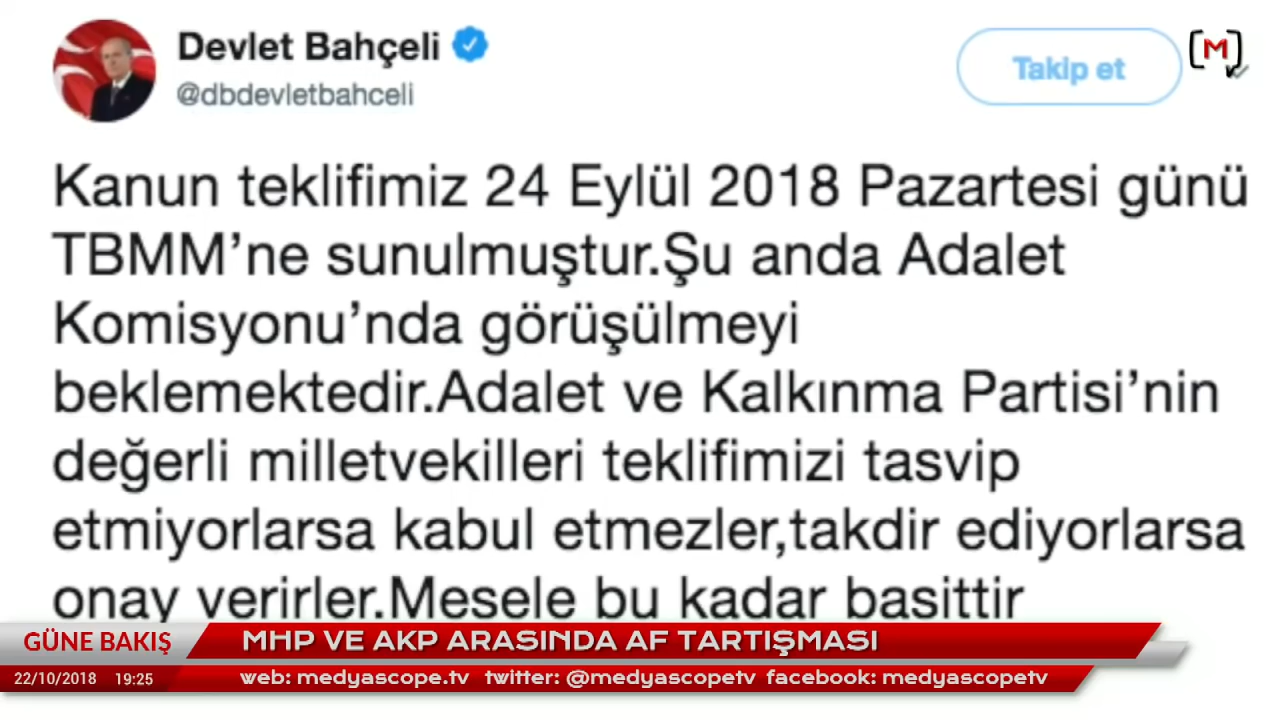 Devlet Bahçeli
@dbdevletbahceli
Takip et
[M]
Kanun teklifimiz 24 Eylül 2018 Pazartesi günü
TBMM’ne sunulmuştur.Şu anda Adalet
Komisyonu’nda görüşülmeyi
beklemektedir.Adalet ve Kalkınma Partisi’nin
değerli milletvekilleri teklifimizi tasvip
etmiyorlarsa kabul etmezler,takdir ediyorlarsa
onay verirler.Mesele bu kadar basittir
GÜNE BAKIŞ
MHP VE AKP ARASINDA AF TARTIŞMASI
22/10/2018 19:25
web: medyascope.tv twitter: @medyascopetv facebook: medyascopetv